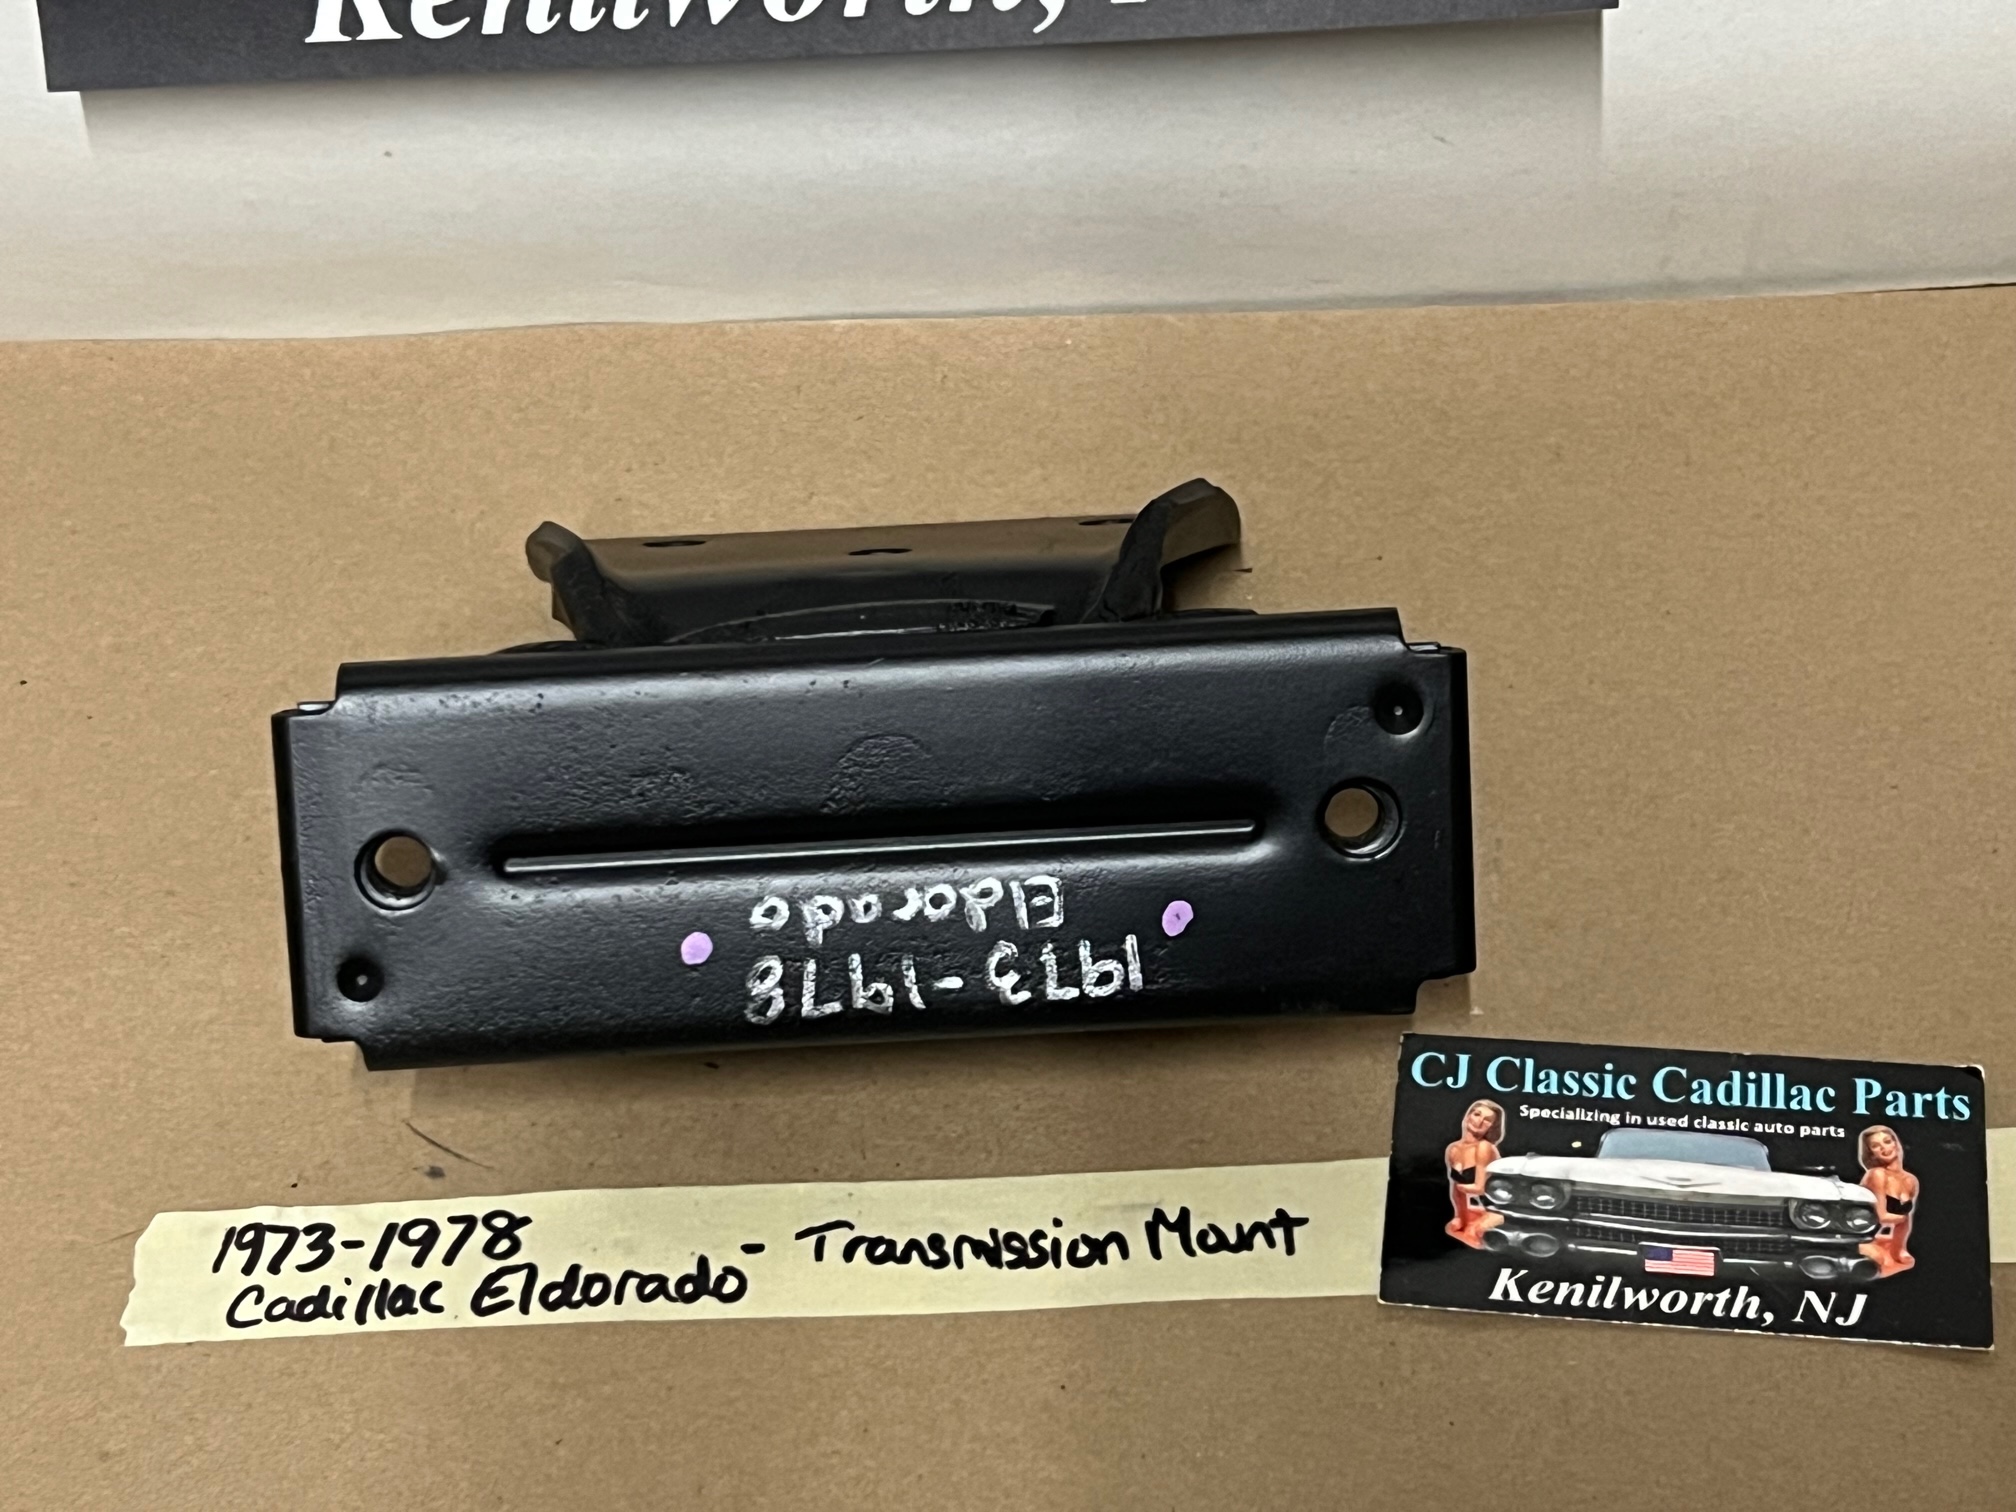 Kenilworth,
Eldorado
1973-1978
1973-1978
Cadillac Eldorado - Transmission Mount
CJ Classic Cadillac Parts
Specializing in used classic auto parts
Kenilworth, NJ